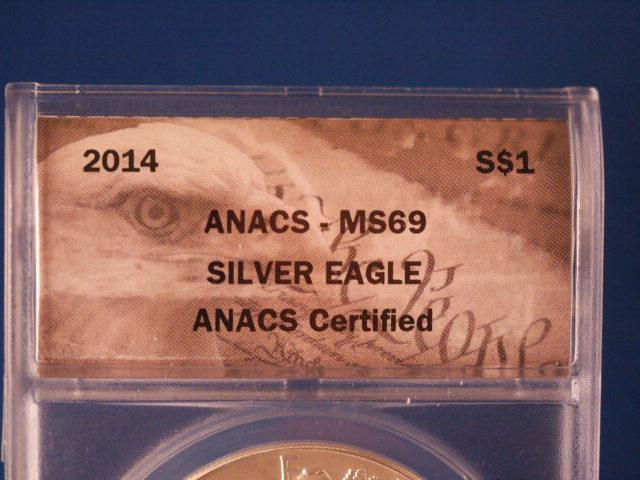 2014 S$1
ANACS - MS69
SILVER EAGLE
ANACS Certified